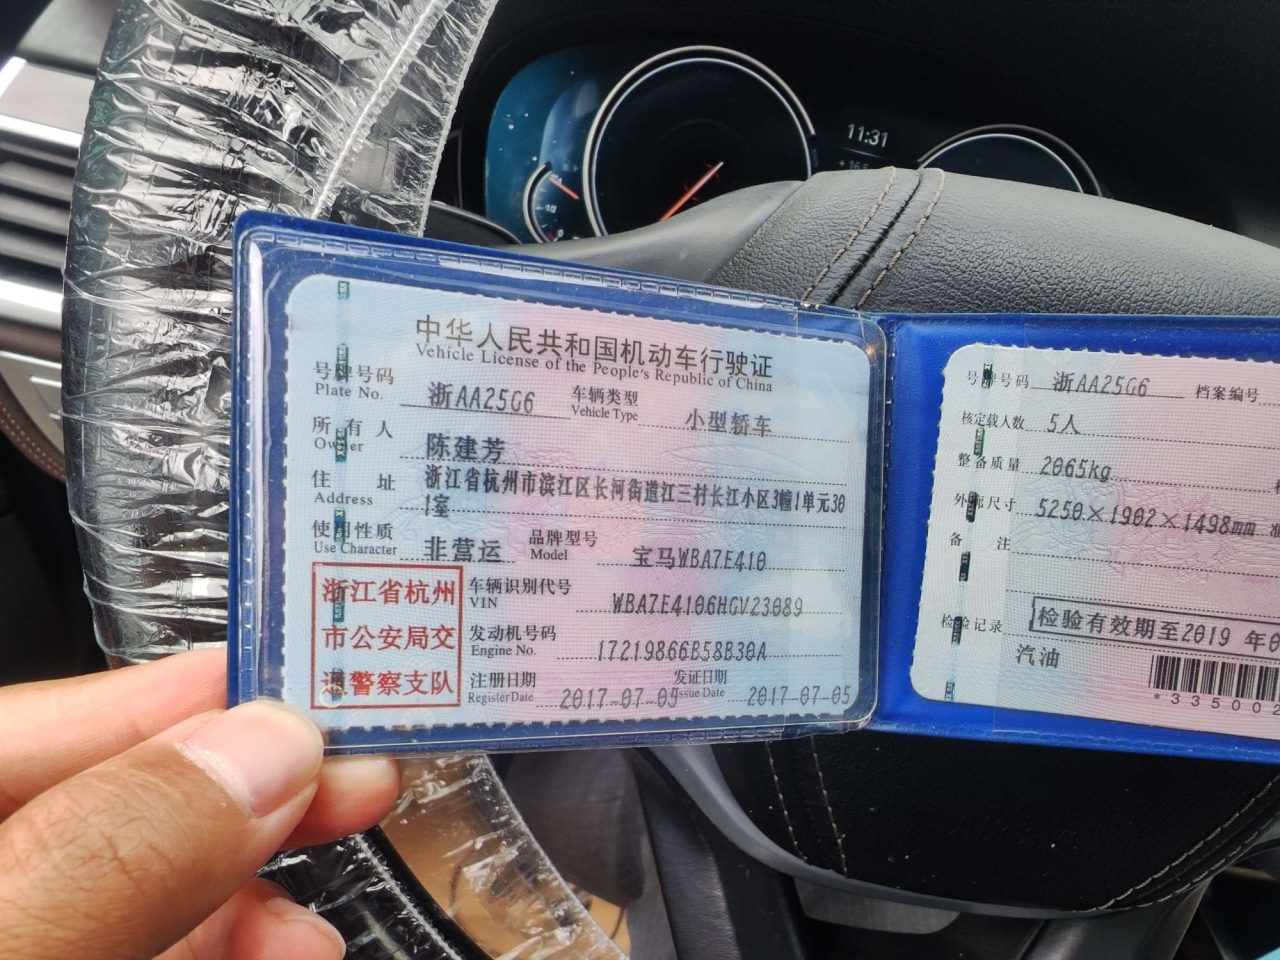 11:31
中华人民共和国机动车行驶证
Vehicle License of the People's Republic of China
号牌号码 浙AA25G6 车辆类型 小型轿车
Plate No. Vehicle Type
所有人 陈建芳
Owner
住址 浙江省杭州市滨江区长河街道江三村长江小区3幢1单元30
Address 1室
使用性质 非营运 品牌型号 宝马WBA7E410
Use Character Model
浙江省杭州
市公安局交
通警察支队
车辆识别代号 WBA7E4106HGV23089
VIN
发动机号码 17219866B58B30A
Engine No.
注册日期 2017-07-05 发证日期 2017-07-05
Register Date Issue Date
号牌号码 浙AA25G6 档案编号
核定载人数 5人
整备质量 2065kg
外廓尺寸 5250×1902×1498mm
备注
检验记录 检验有效期至2019 年0
汽油
*335002